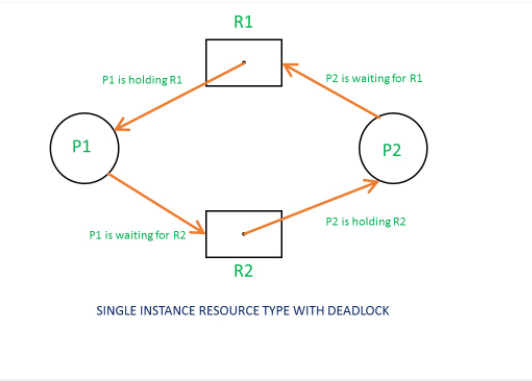 R1
P1 is holding R1
P2 is waiting for R1
P1
P2
P1 is waiting for R2
P2 is holding R2
R2
SINGLE INSTANCE RESOURCE TYPE WITH DEADLOCK